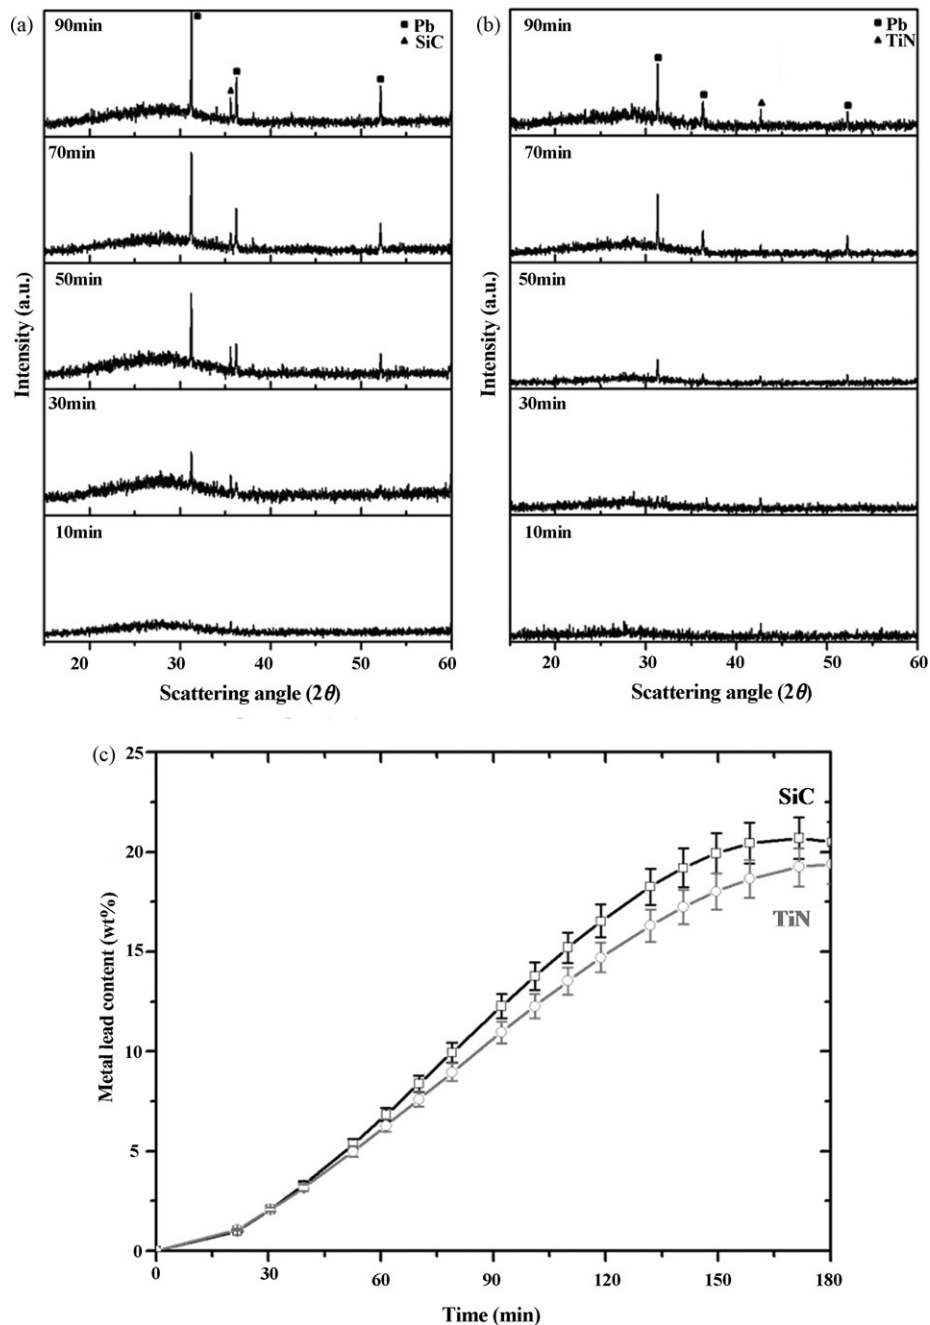 (a)
90min
■ Pb
▲ SiC
70min
50min
30min
10min
Intensity (a.u.)
20 30 40 50 60
Scattering angle (2θ)
(b)
90min
■ Pb
▲ TiN
70min
50min
30min
10min
Intensity (a.u.)
20 30 40 50 60
Scattering angle (2θ)
(c)
25
20
15
10
5
0
Metal lead content (wt%)
SiC
TiN
0 30 60 90 120 150 180
Time (min)